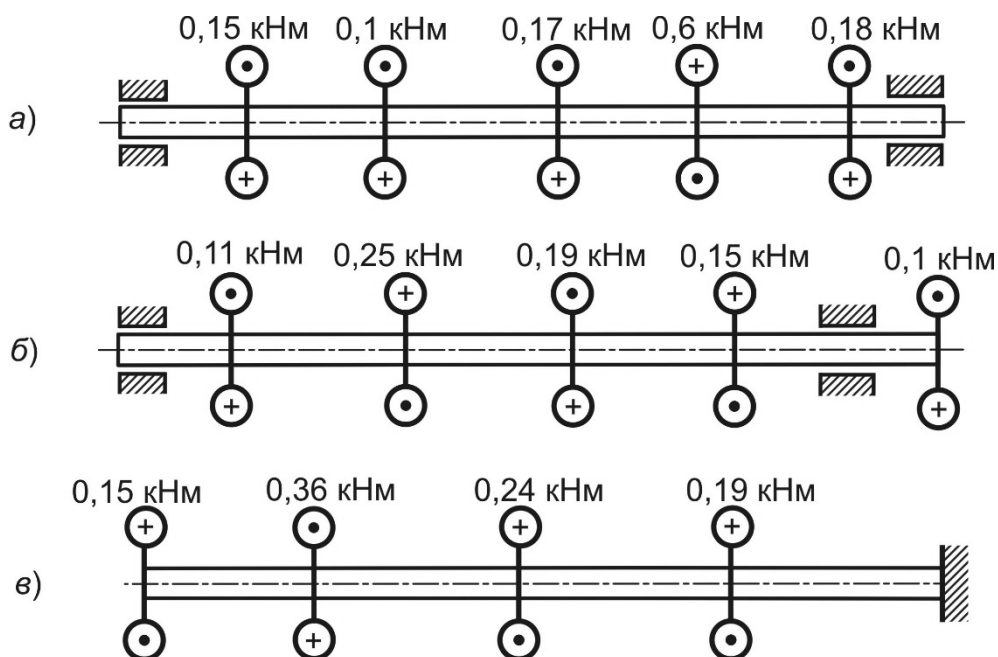 0,15 кНм 0,1 кНм 0,17 кНм 0,6 кНм 0,18 кНм
а)
0,11 кНм 0,25 кНм 0,19 кНм 0,15 кНм 0,1 кНм
б)
0,15 кНм 0,36 кНм 0,24 кНм 0,19 кНм
в)